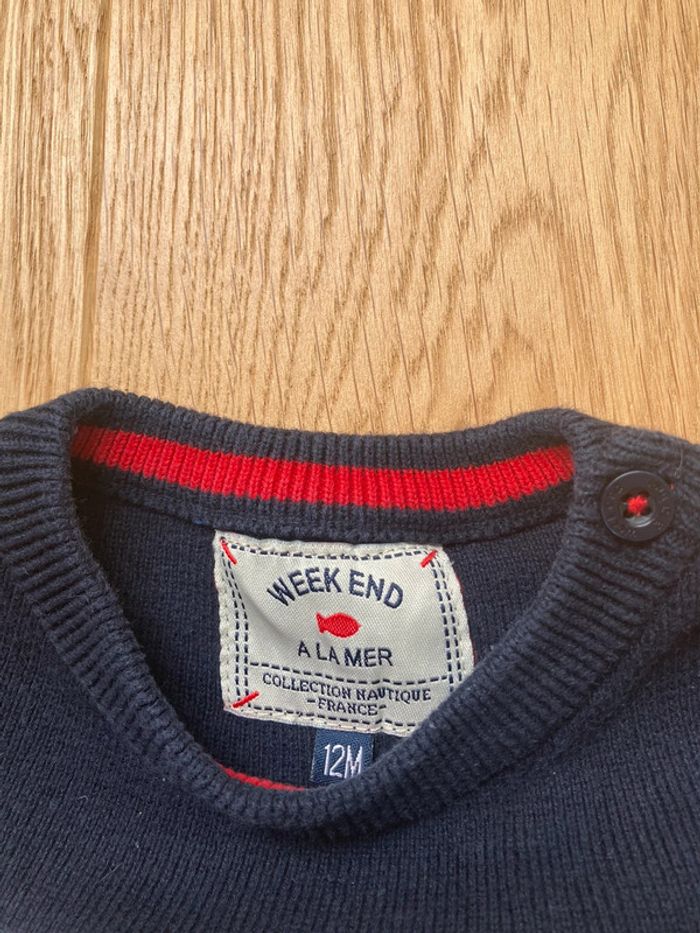 WEEK END
A LA MER
COLLECTION NAUTIQUE
-FRANCE-
12M